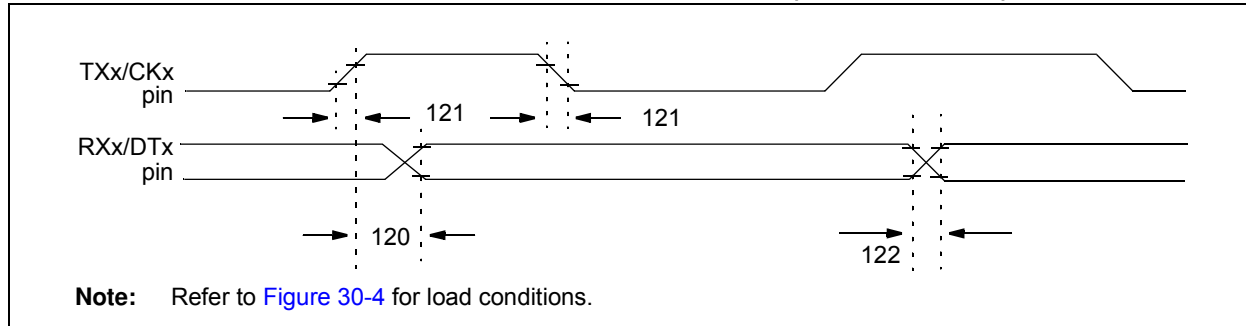 TXx/CKx
pin
121
121
RXx/DTx
pin
120
122
Note: Refer to Figure 30-4 for load conditions.